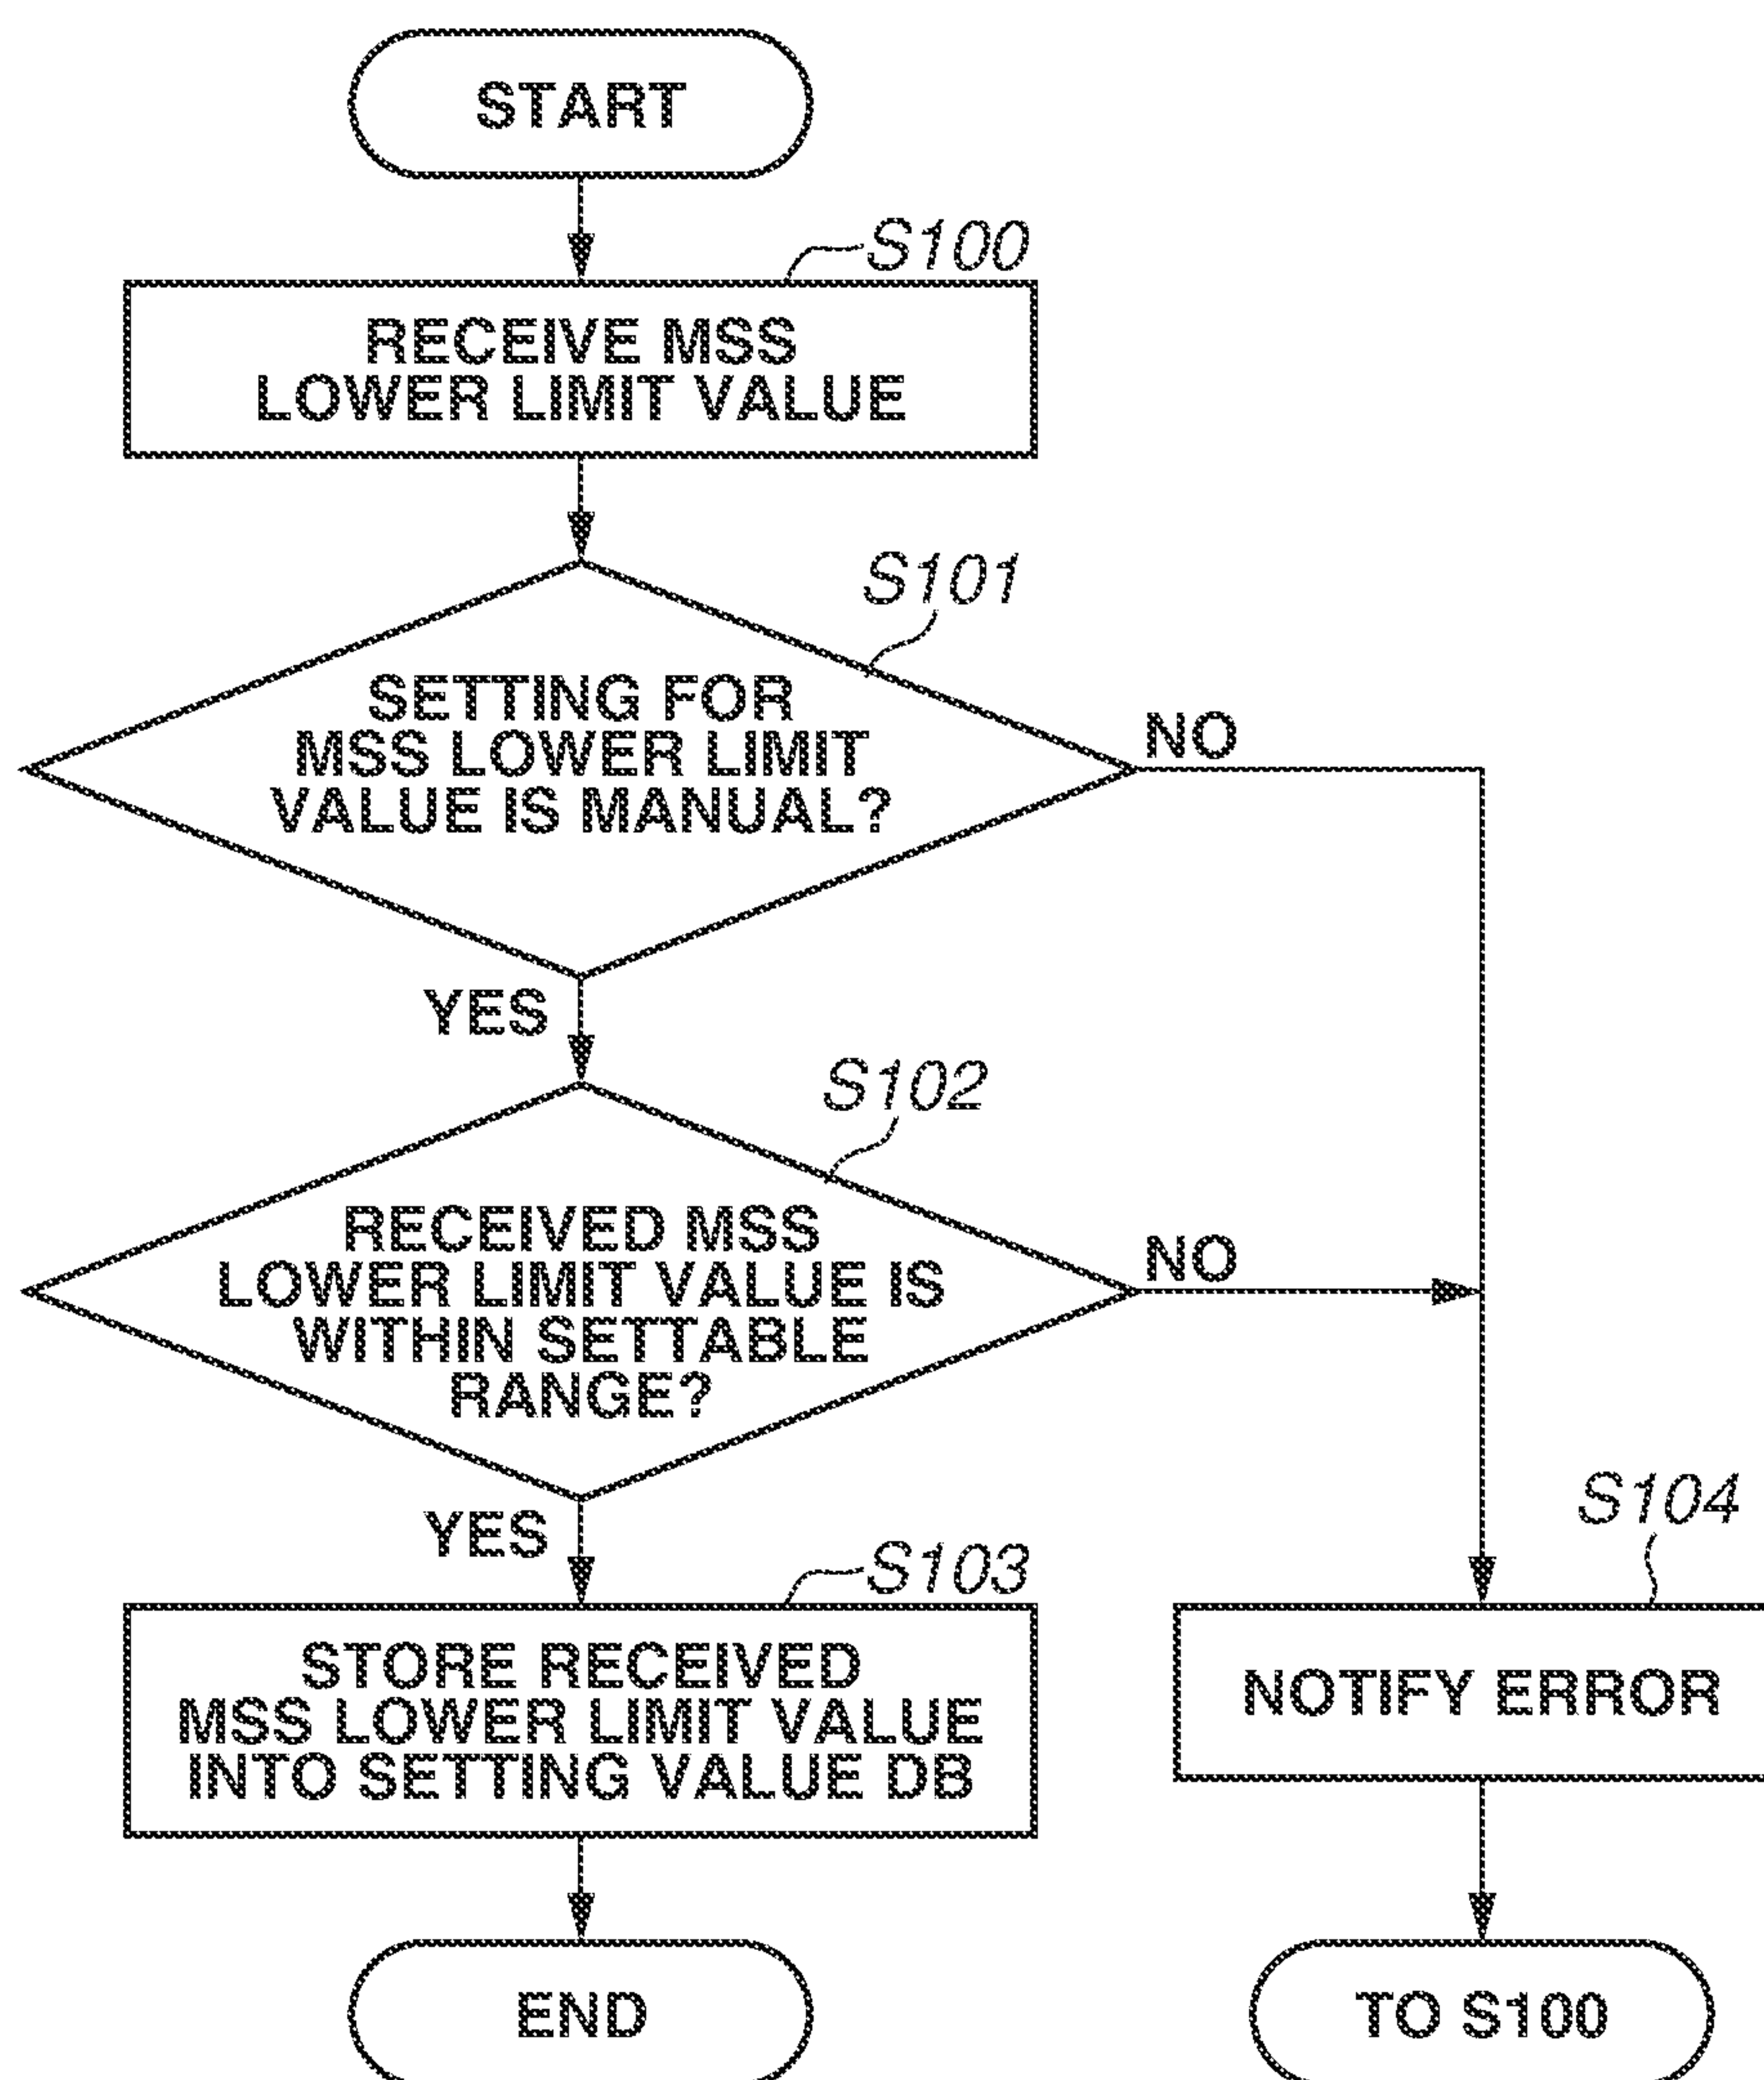 START
S100
RECEIVE MSS
LOWER LIMIT VALUE
S101
SETTING FOR
MSS LOWER LIMIT
VALUE IS MANUAL?
NO
YES
S102
RECEIVED MSS
LOWER LIMIT VALUE IS
WITHIN SETTABLE
RANGE?
NO
YES
S103
STORE RECEIVED
MSS LOWER LIMIT VALUE
INTO SETTING VALUE DB
S104
NOTIFY ERROR
END
TO S100